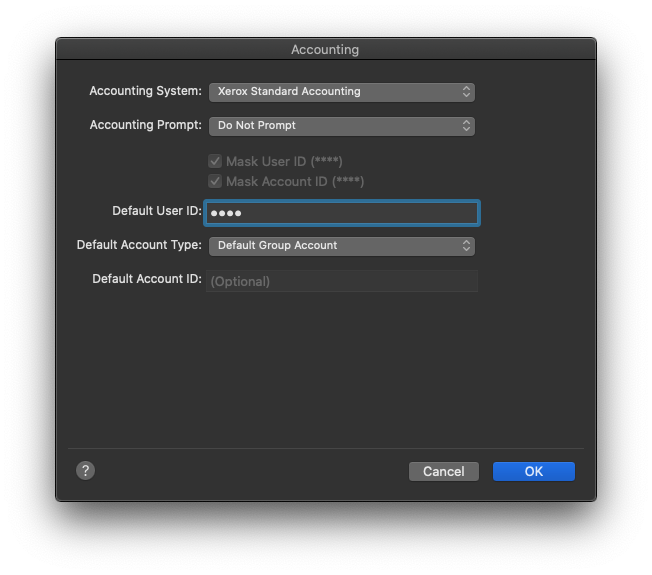 Accounting
Accounting System: Xerox Standard Accounting
Accounting Prompt: Do Not Prompt
Mask User ID (****)
Mask Account ID (****)
Default User ID: ••••
Default Account Type: Default Group Account
Default Account ID: (Optional)
? Cancel OK